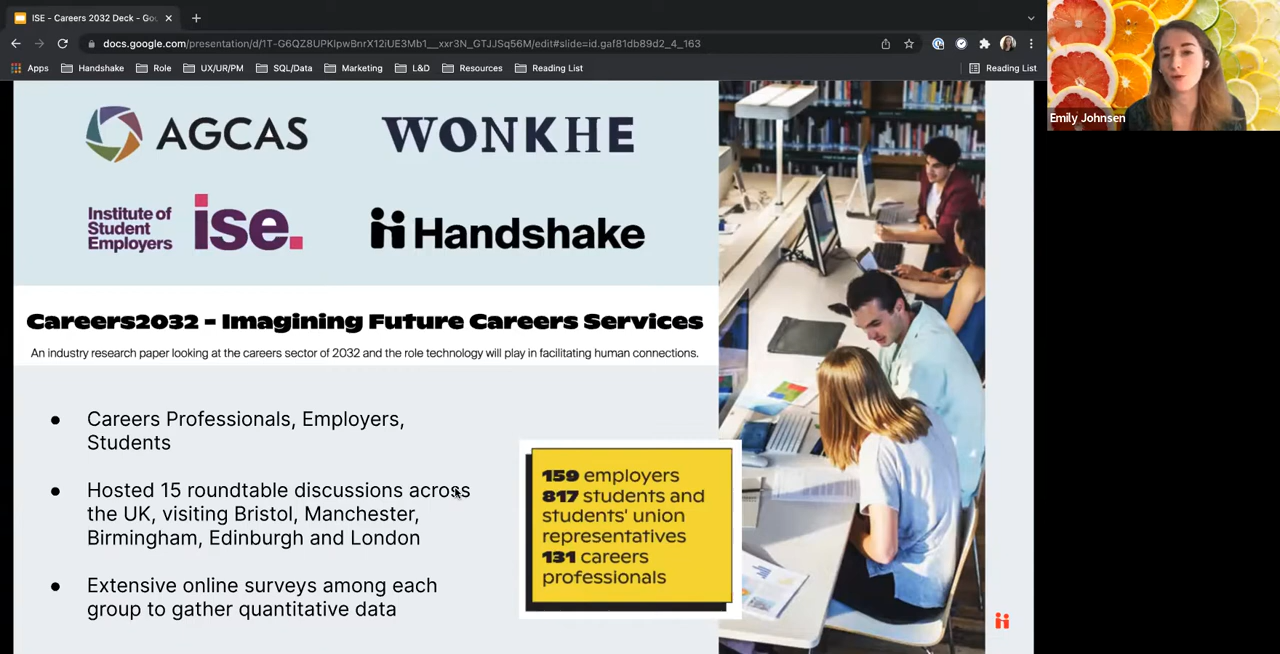 ISE - Careers 2032 Deck - Go
docs.google.com/presentation/d/1T-G6QZ8UPKIpwBnrX12iUE3Mb1__xxr3N_GTJJSq56M/edit#slide=id.gaf81db89d2_4_163
Apps
Handshake
Role
UX/UR/PM
SQL/Data
Marketing
L&D
Resources
Reading List
Reading List
Emily Johnsen
AGCAS
WONKHE
Institute of
Student
Employers
ise.
Handshake
Careers2032 - Imagining Future Careers Services
An industry research paper looking at the careers sector of 2032 and the role technology will play in facilitating human connections.
● Careers Professionals, Employers,
Students
● Hosted 15 roundtable discussions across
the UK, visiting Bristol, Manchester,
Birmingham, Edinburgh and London
● Extensive online surveys among each
group to gather quantitative data
159 employers
817 students and
students' union
representatives
131 careers
professionals